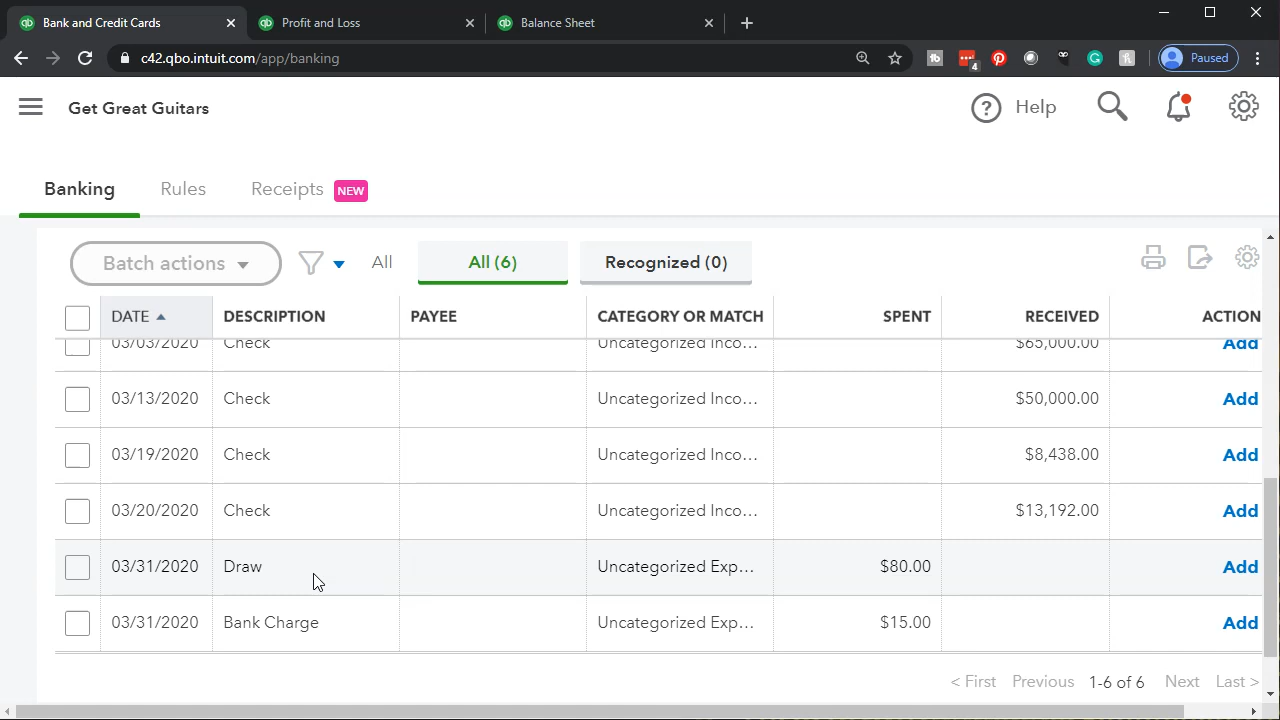 Bank and Credit Cards
Profit and Loss
Balance Sheet
c42.qbo.intuit.com/app/banking
4
Paused
Get Great Guitars
Help
Banking
Rules
Receipts NEW
Batch actions
All
All (6)
Recognized (0)
DATE DESCRIPTION PAYEE CATEGORY OR MATCH SPENT RECEIVED ACTION
03/03/2020 Check Uncategorized Inco... $65,000.00 Add
03/13/2020 Check Uncategorized Inco... $50,000.00 Add
03/19/2020 Check Uncategorized Inco... $8,438.00 Add
03/20/2020 Check Uncategorized Inco... $13,192.00 Add
03/31/2020 Draw Uncategorized Exp... $80.00 Add
03/31/2020 Bank Charge Uncategorized Exp... $15.00 Add
< First Previous 1-6 of 6 Next Last >